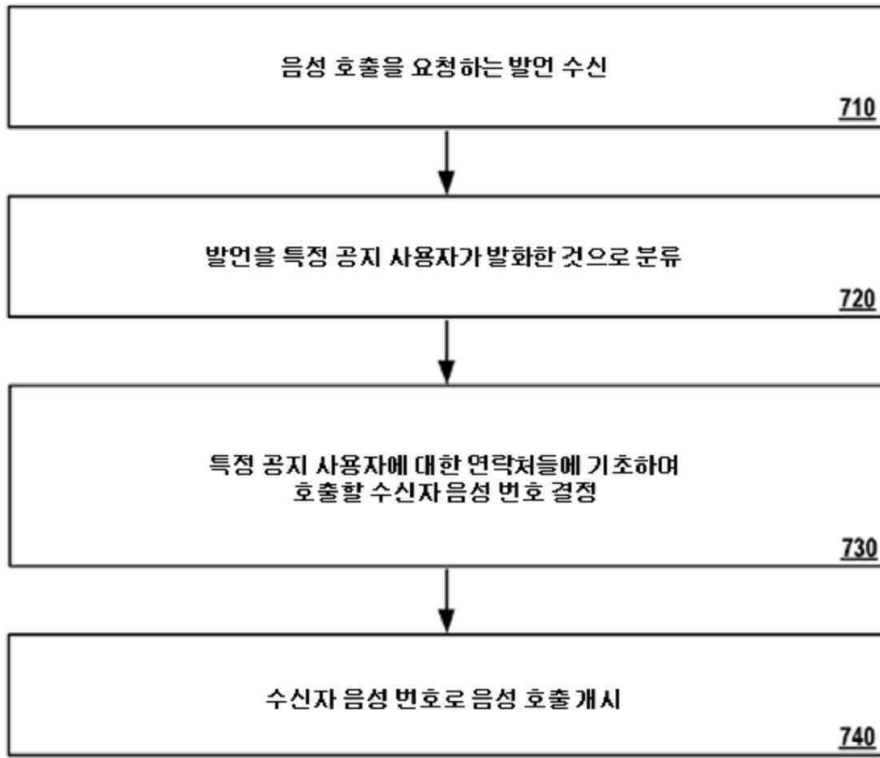 음성 호출을 요청하는 발언 수신
710
발언을 특정 공지 사용자가 발화한 것으로 분류
720
특정 공지 사용자에 대한 연락처들에 기초하며
호출할 수신자 음성 번호 결정
730
수신자 음성 번호로 음성 호출 개시
740